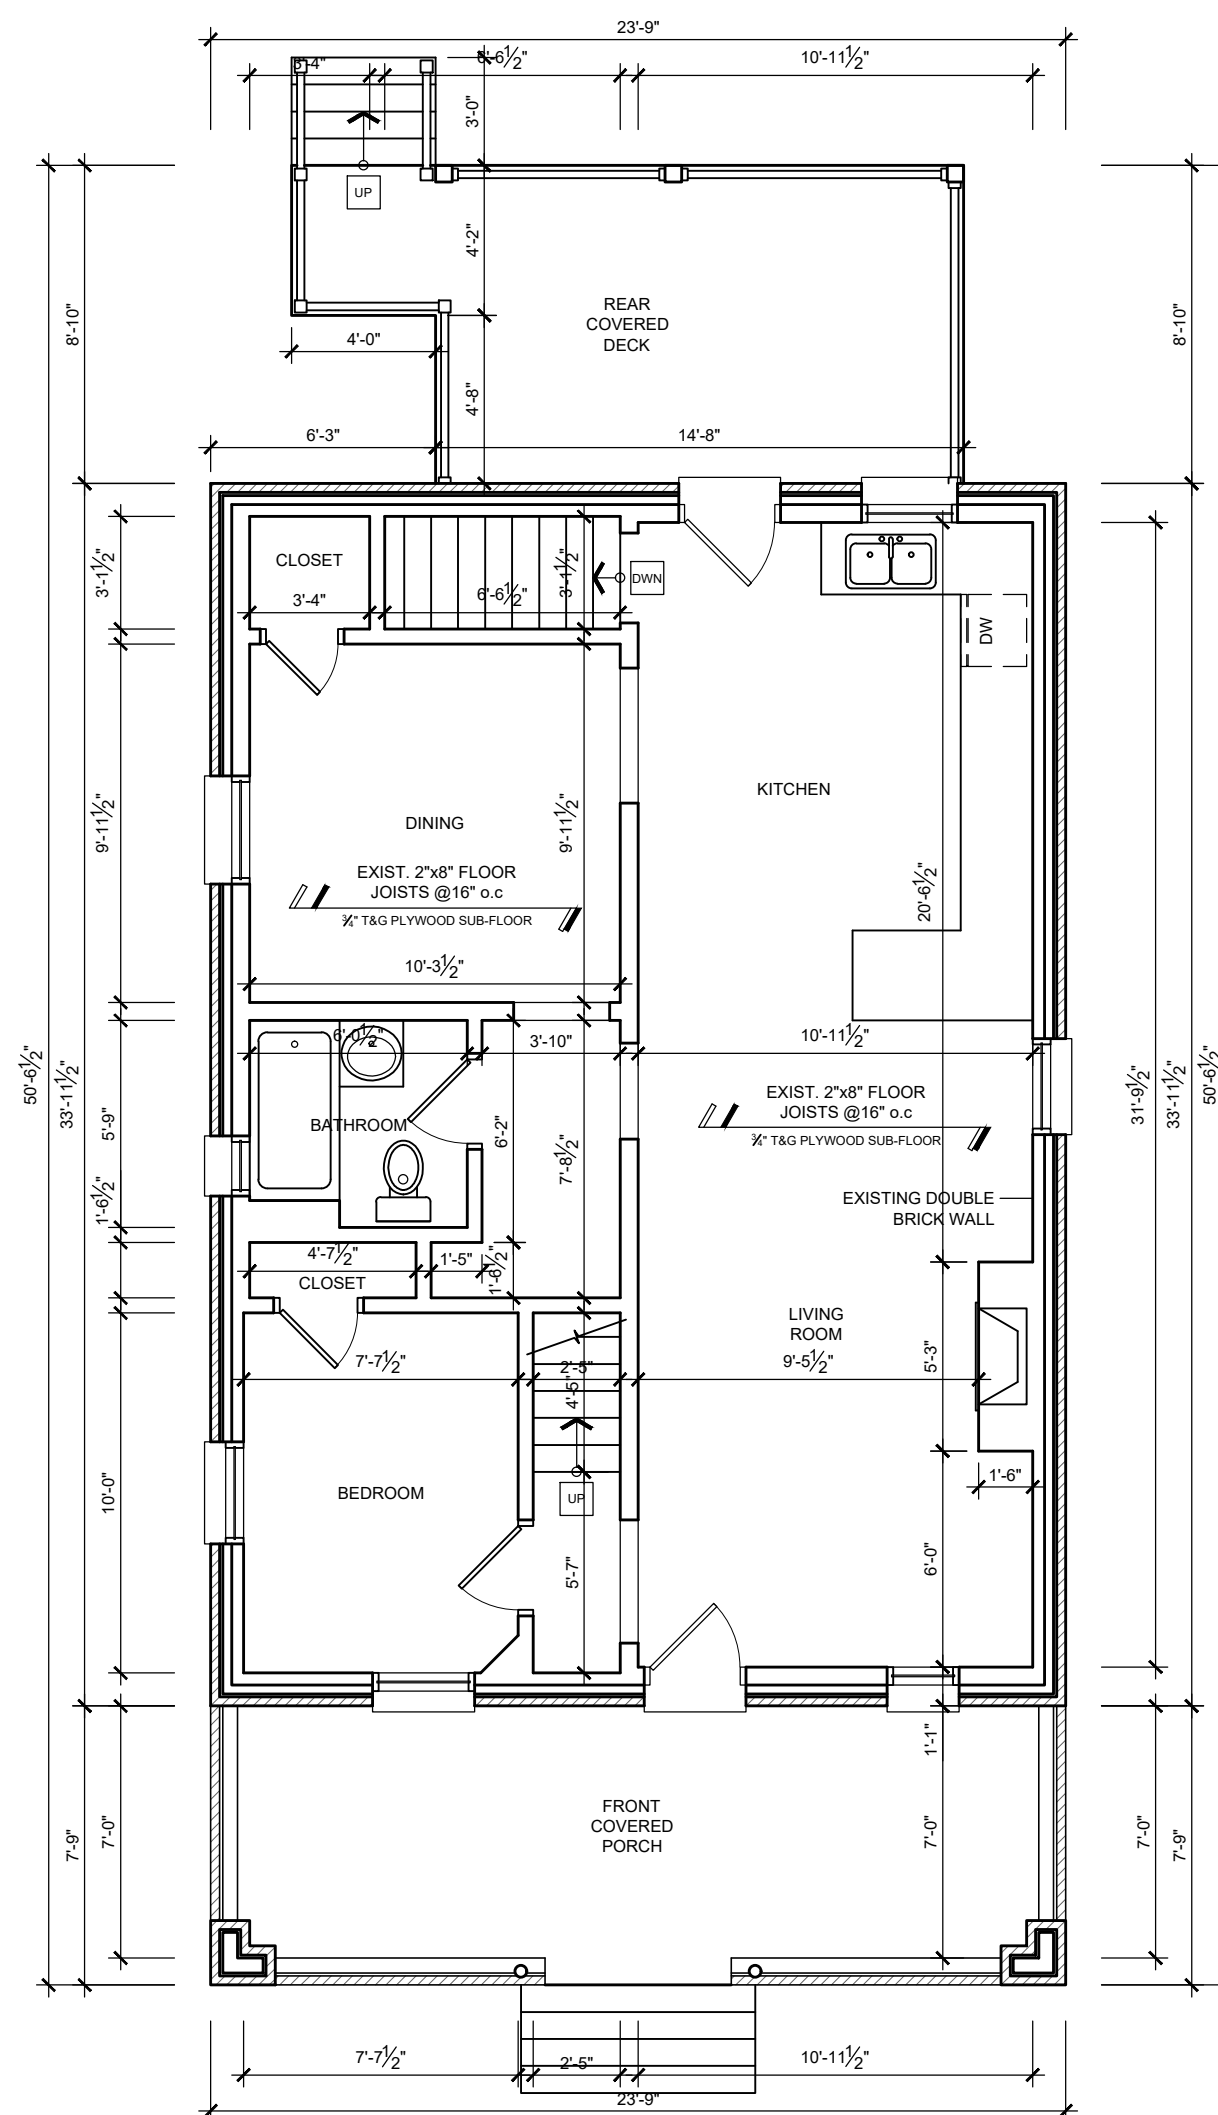 23'-9"
3'-4"
6'-6½"
10'-11½"
3'-0"
UP
4'-2"
8'-10"
REAR
COVERED
DECK
8'-10"
4'-0"
4'-8"
6'-3"
14'-8"
CLOSET
3'-1½"
3'-1½"
DWN
3'-4"
6'-6½"
DW
KITCHEN
DINING
9'-11½"
9'-11½"
EXIST. 2"x8" FLOOR
JOISTS @16" o.c
¾" T&G PLYWOOD SUB-FLOOR
20'-6½"
10'-3½"
6'-0½"
3'-10"
10'-11½"
50'-6½"
33'-11½"
5'-9"
BATHROOM
6'-2"
7'-8½"
EXIST. 2"x8" FLOOR
JOISTS @16" o.c
¾" T&G PLYWOOD SUB-FLOOR
31'-9½"
33'-11½"
50'-6½"
1'-6½"
EXISTING DOUBLE
BRICK WALL
4'-7½"
1'-5"
1'-6½"
CLOSET
LIVING
ROOM
7'-7½"
2'-5"
4'-5"
9'-5½"
5'-3"
1'-6"
10'-0"
BEDROOM
UP
5'-7"
6'-0"
1'-1"
FRONT
COVERED
PORCH
7'-9"
7'-0"
7'-0"
7'-0"
7'-9"
7'-7½"
2'-5"
10'-11½"
23'-9"